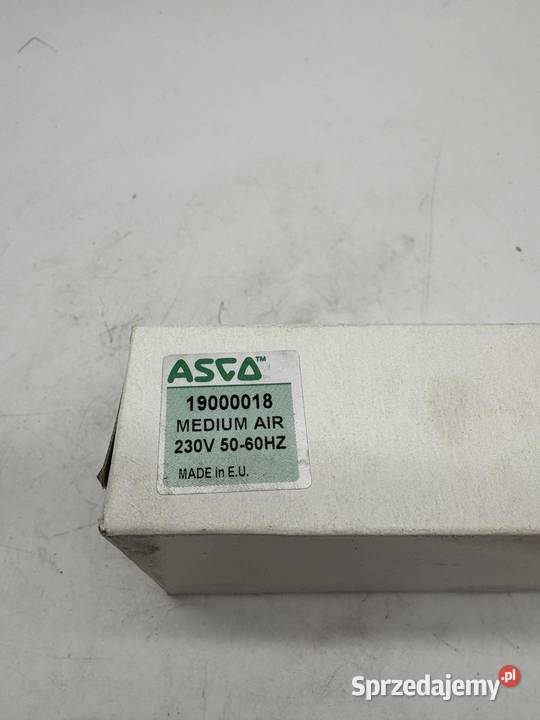 ASCO™
19000018
MEDIUM AIR
230V 50-60HZ
MADE in E.U.
Sprzedajemy.pl